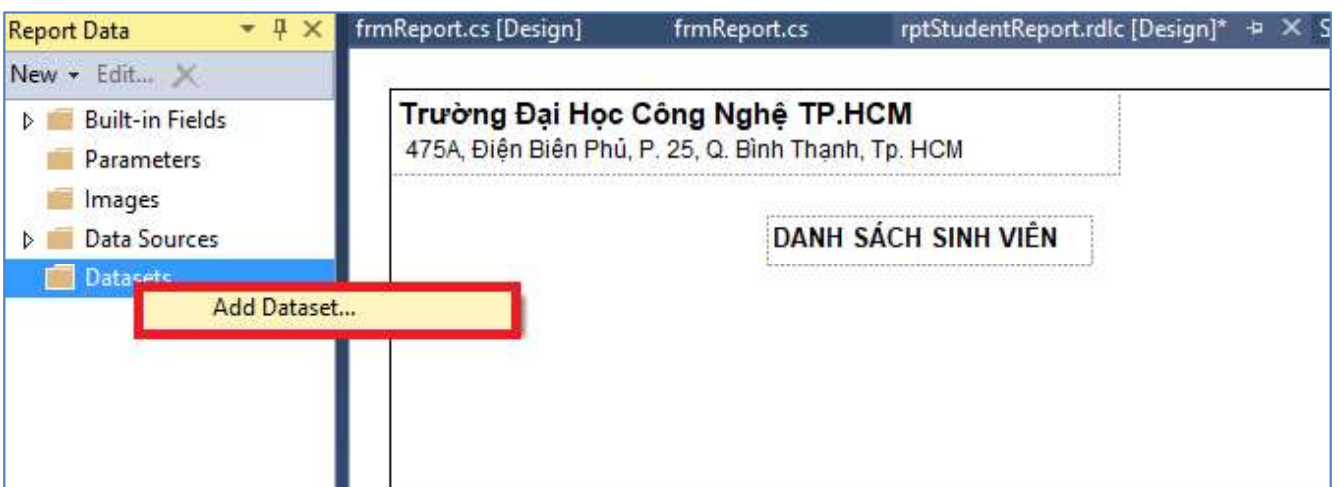 Report Data
frmReport.cs [Design]
frmReport.cs
rptStudentReport.rdlc [Design]*
S
New
Edit...
Built-in Fields
Parameters
Images
Data Sources
Datasets
Add Dataset...
Trường Đại Học Công Nghệ TP.HCM
475A, Điện Biên Phủ, P. 25, Q. Bình Thạnh, Tp. HCM
DANH SÁCH SINH VIÊN